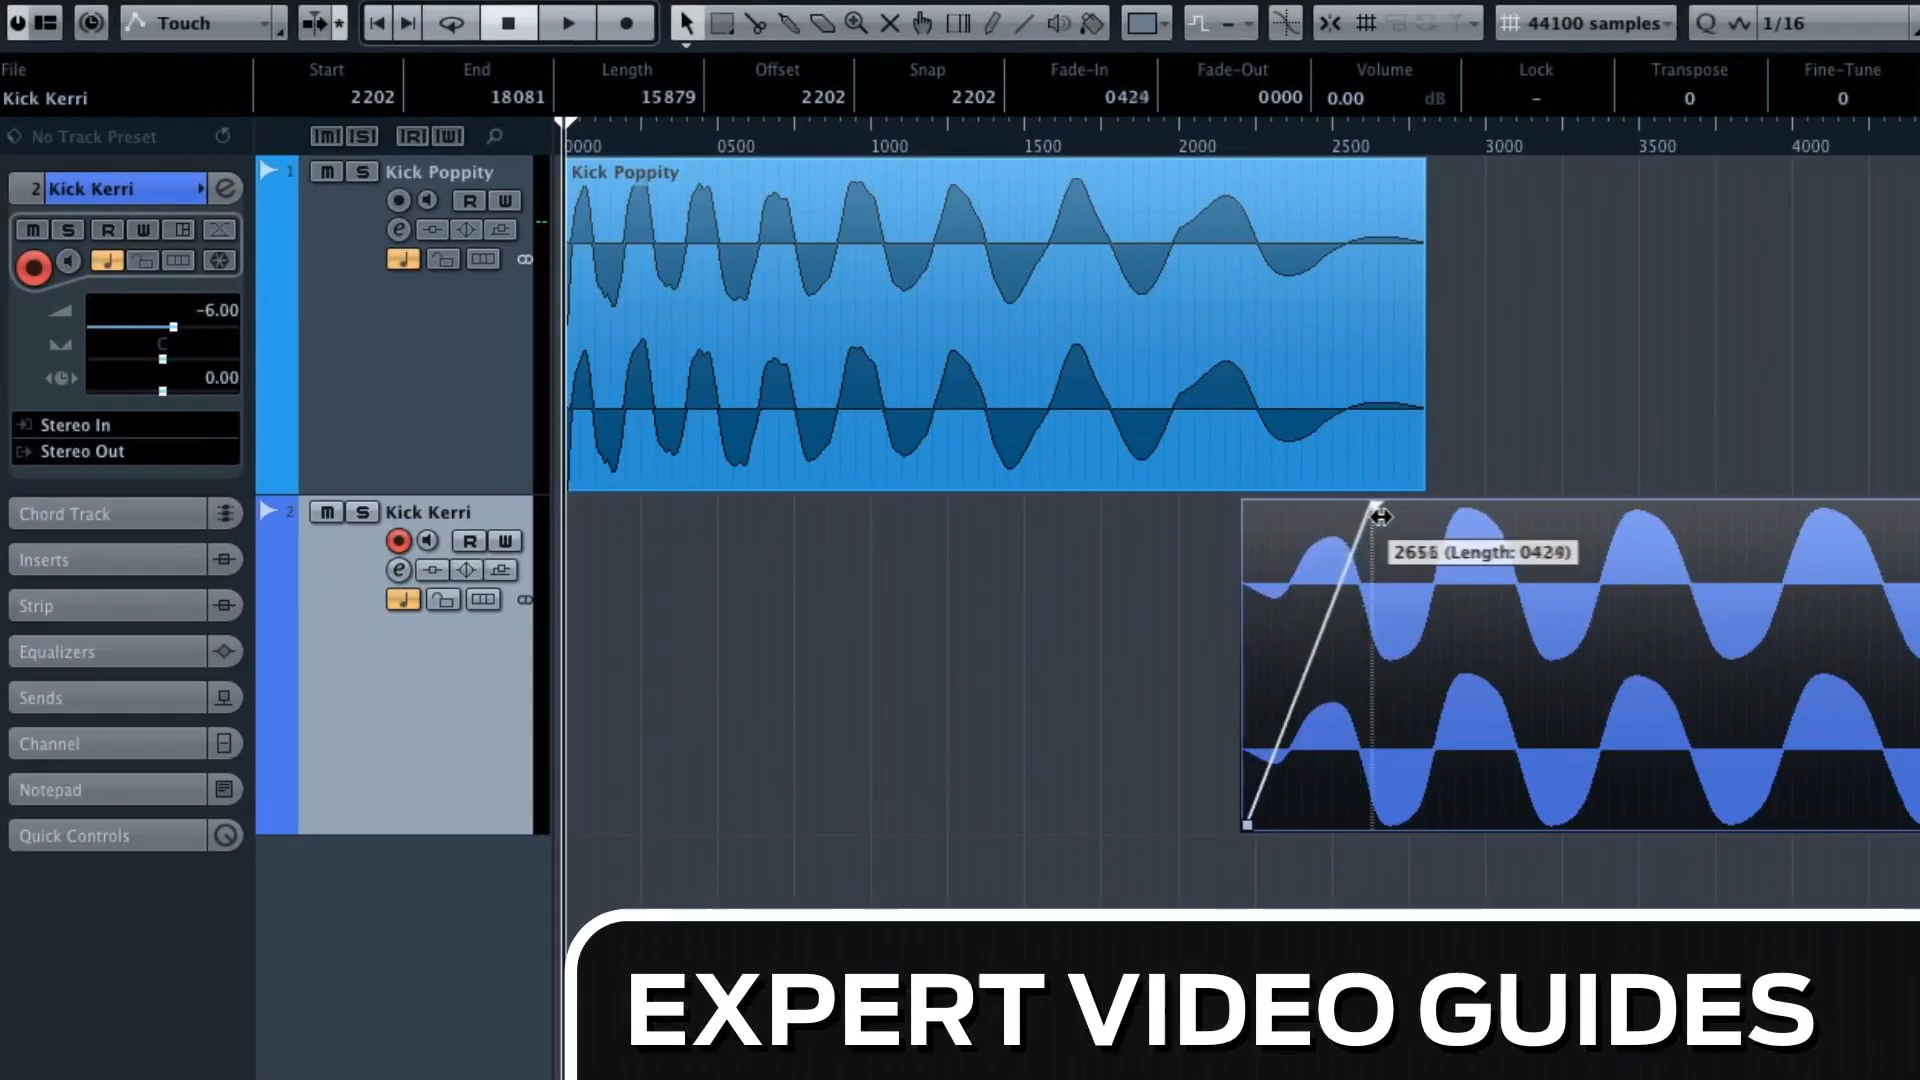 Touch
44100 samples
1/16
File
Start
End
Length
Offset
Snap
Fade-In
Fade-Out
Volume
Lock
Transpose
Fine-Tune
Kick Kerri
2202
18081
15879
2202
2202
0424
0000
0.00 dB
-
0
0
No Track Preset
M S R W
0000 0500 1000 1500 2000 2500 3000 3500 4000
2 Kick Kerri
M S R W
-6.00
C
0.00
Stereo In
Stereo Out
Chord Track
Inserts
Strip
Equalizers
Sends
Channel
Notepad
Quick Controls
1 M S Kick Poppity
R W
e
Kick Poppity
2 M S Kick Kerri
R W
e
(Length: 0424)
EXPERT VIDEO GUIDES